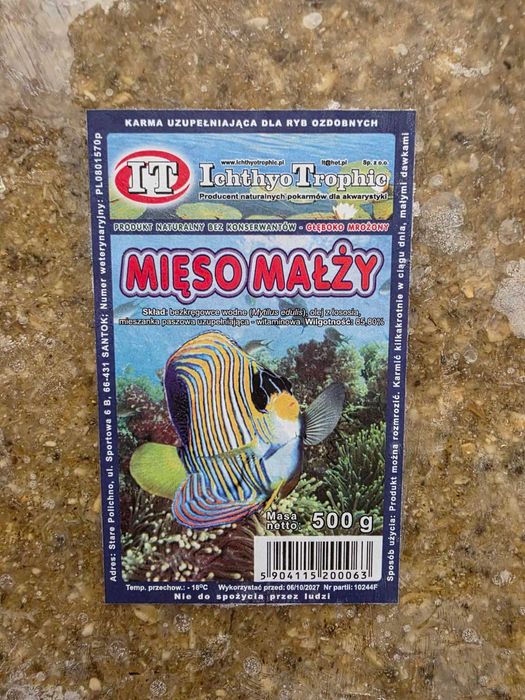 KARMA UZUPEŁNIAJĄCA DLA RYB OZDOBNYCH
www.ichthyotrophic.pl it@hot.pl Sp. z o.o.
IT IchthyoTrophic
Producent naturalnych pokarmów dla akwarystyki
PRODUKT NATURALNY BEZ KONSERWANTÓW - GŁĘBOKO MROŻONY
MIĘSO MAŁŻY
Skład: bezkręgowce wodne (Mytilus edulis), olej z łososia,
mieszanka paszowa uzupełniająca - witaminowa. Wilgotność: 85,80%
Masa
netto: 500 g
5 904115 200063
Temp. przechow.: - 18°C Wykorzystać przed: 06/10/2027 Nr partii: 10244F
Nie do spożycia przez ludzi
Adres: Stare Polichno, ul. Sportowa 6 B, 66-431 SANTOK; Numer weterynaryjny: PL0801570p
Sposób użycia: Produkt można rozmrozić. Karmić kilkakrotnie w ciągu dnia, małymi dawkami